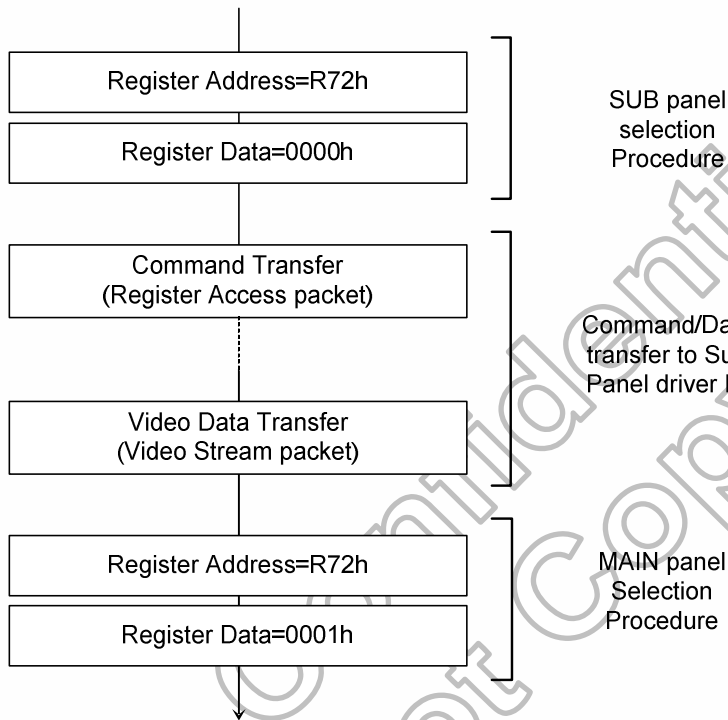 Register Address=R72h
Register Data=0000h
SUB panel
selection
Procedure
Command Transfer
(Register Access packet)
Video Data Transfer
(Video Stream packet)
Command/Da
transfer to Su
Panel driver
Register Address=R72h
Register Data=0001h
MAIN panel
Selection
Procedure